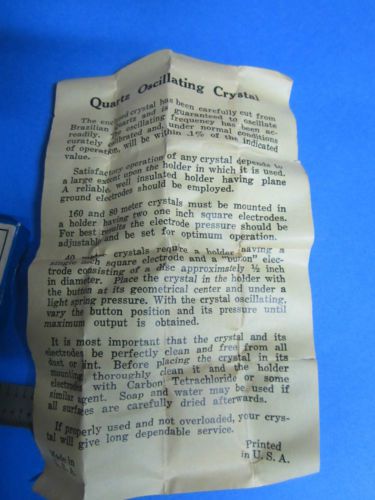 Quartz Oscillating Crystal
The enclosed crystal has been carefully cut from
Brazilian quartz and is guaranteed to oscillate
readily. The oscillating frequency has been ac-
curately calibrated and, under normal conditions
of operation, will be within .1% of the indicated
value.
Satisfactory operation of any crystal depends to
a large extent upon the holder in which it is used.
A reliable well insulated holder having plane
ground electrodes should be employed.
160 and 80 meter crystals must be mounted in
a holder having two one inch square electrodes.
For best results the electrode pressure should be
adjustable and be set for optimum operation.
40 meter crystals require a holder having a
single inch square electrode and a "button" elec-
trode consisting of a disc approximately ½ inch
in diameter. Place the crystal in the holder with
the button at its geometrical center and under a
light spring pressure. With the crystal oscillating,
vary the button position and its pressure until
maximum output is obtained.
It is most important that the crystal and its
electrodes be perfectly clean and free from all
dust or lint. Before placing the crystal in its
mounting thoroughly clean it and the holder
electrodes with Carbon Tetrachloride or some
similar agent. Soap and water may be used if
all surfaces are carefully dried afterwards.
If properly used and not overloaded, your crys-
tal will give long dependable service.
Made in
U.S.A.
Printed
in U.S.A.